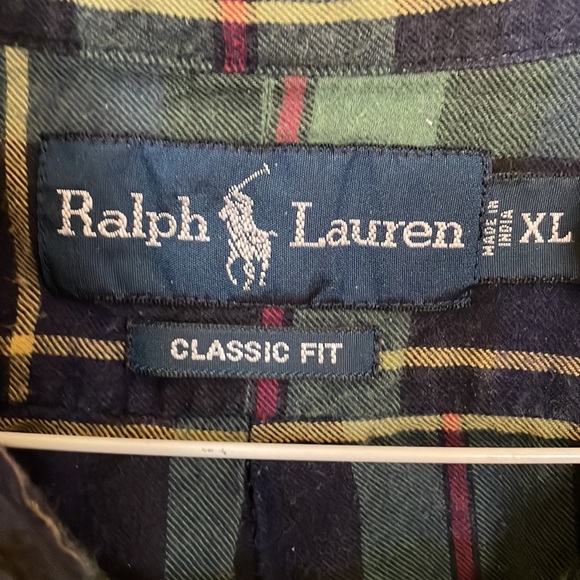 Ralph Lauren
MADE IN
INDIA
XL
CLASSIC FIT